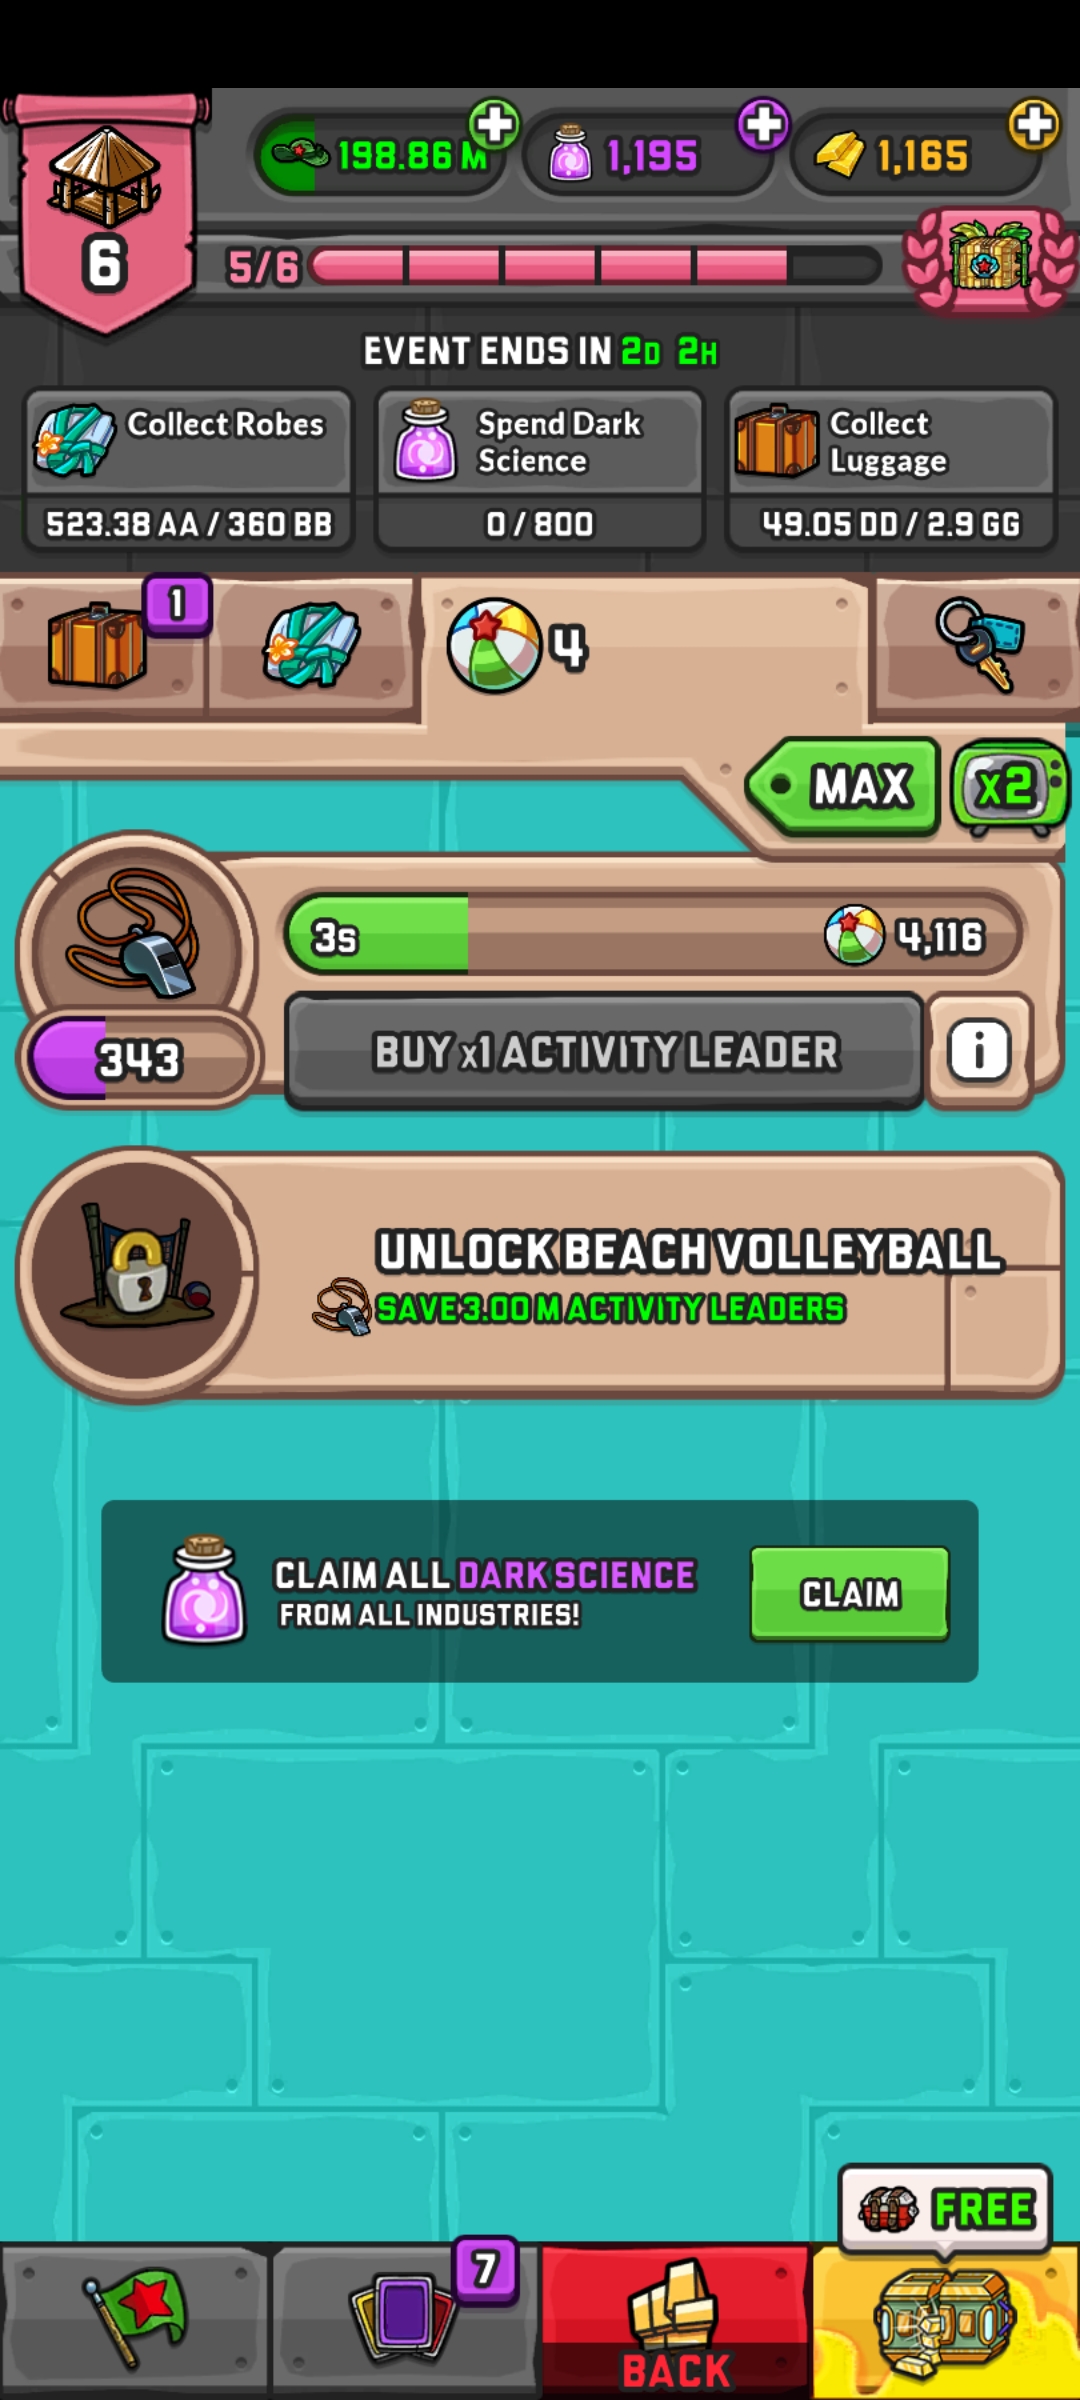 198.86 M
1,195
1,165
6
5/6
EVENT ENDS IN 2D 2H
Collect Robes
523.38 AA / 360 BB
Spend Dark
Science
0 / 800
Collect
Luggage
49.05 DD / 2.9 GG
1
4
MAX
x2
3s
4,116
343
BUY x1 ACTIVITY LEADER
i
UNLOCK BEACH VOLLEYBALL
SAVE 3.00 M ACTIVITY LEADERS
CLAIM ALL DARK SCIENCE
FROM ALL INDUSTRIES!
CLAIM
FREE
7
BACK